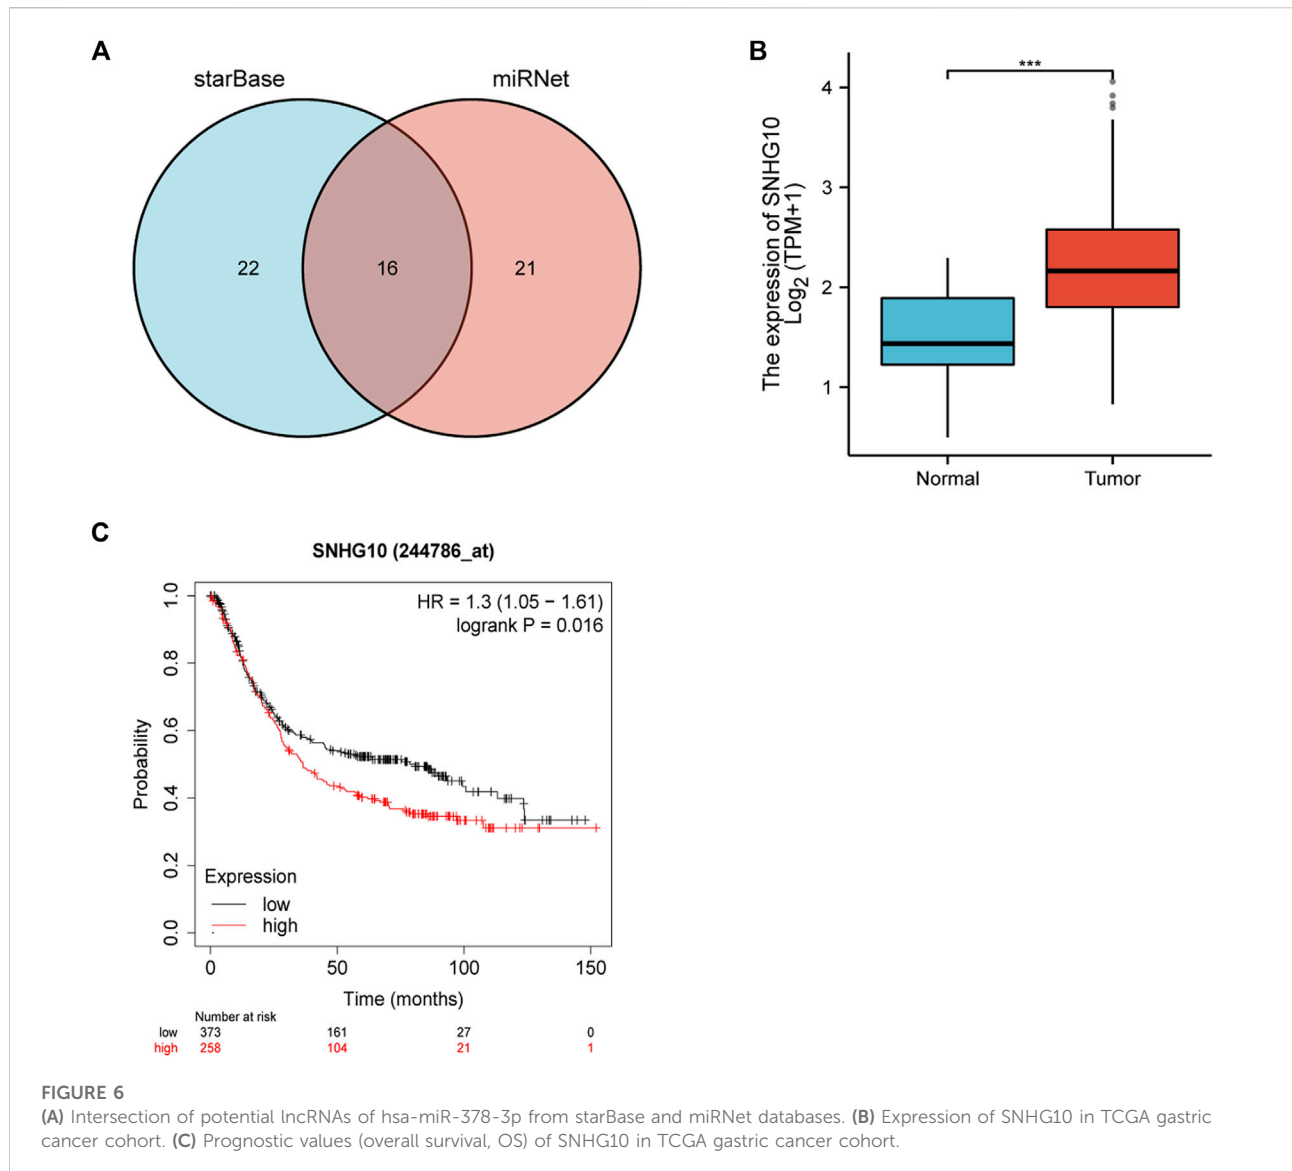 A
starBase
miRNet
22
16
21
B
The expression of SNHG10
Log2 (TPM+1)
4
3
2
1
***
Normal
Tumor
C
SNHG10 (244786_at)
HR = 1.3 (1.05 − 1.61)
logrank P = 0.016
Probability
1.0
0.8
0.6
0.4
0.2
0.0
Expression
low
high
0 50 100 150
Time (months)
Number at risk
low 373 161 27 0
high 258 104 21 1
FIGURE 6
(A) Intersection of potential lncRNAs of hsa-miR-378-3p from starBase and miRNet databases. (B) Expression of SNHG10 in TCGA gastric
cancer cohort. (C) Prognostic values (overall survival, OS) of SNHG10 in TCGA gastric cancer cohort.